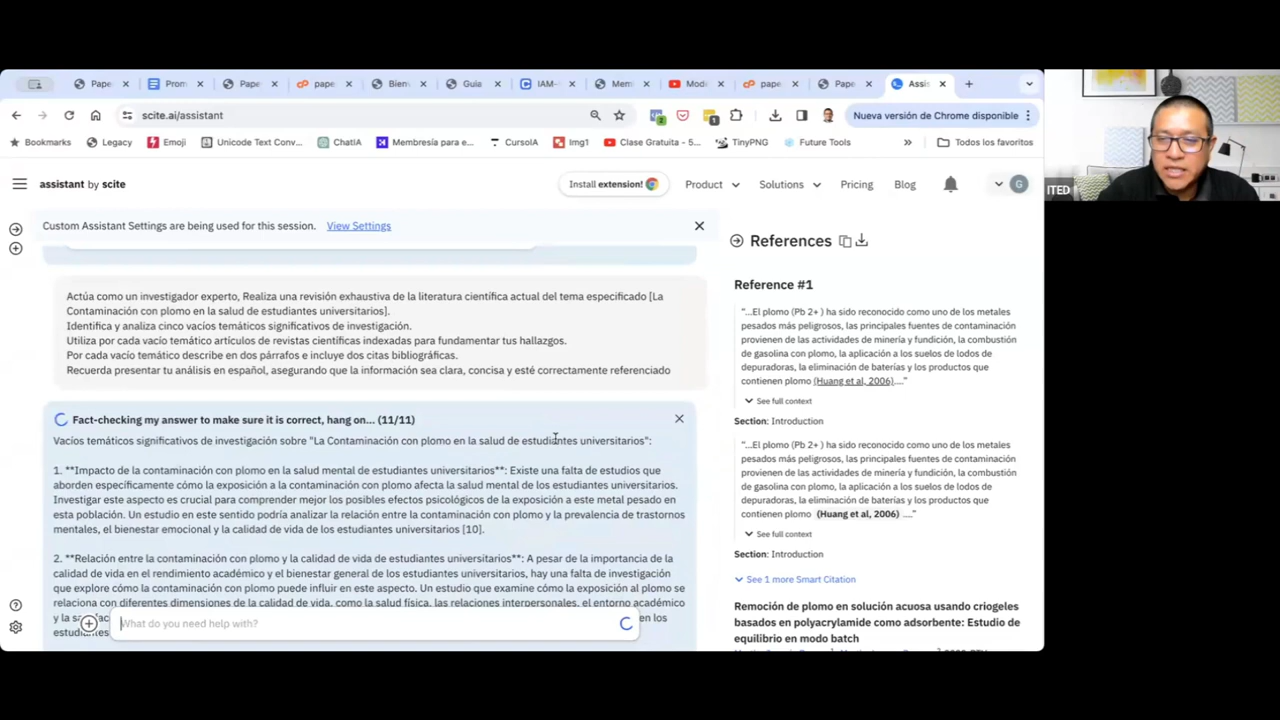 Pape
Prom
Pape
pape
Bien
Guia
IAM-
Mem
Mod
pape
Pape
Assis
scite.ai/assistant
2
1
Nueva versión de Chrome disponible
Bookmarks
Legacy
Emoji
Unicode Text Conv...
ChatIA
Membresía para e...
CursoIA
Img1
Clase Gratuita - 5...
TinyPNG
Future Tools
»
Todos los favoritos
assistant by scite
Install extension!
Product
Solutions
Pricing
Blog
G
ITED
Custom Assistant Settings are being used for this session. View Settings
Actúa como un investigador experto, Realiza una revisión exhaustiva de la literatura científica actual del tema especificado [La
Contaminación con plomo en la salud de estudiantes universitarios].
Identifica y analiza cinco vacíos temáticos significativos de investigación.
Utiliza por cada vacío temático artículos de revistas científicas indexadas para fundamentar tus hallazgos.
Por cada vacío temático describe en dos párrafos e incluye dos citas bibliográficas.
Recuerda presentar tu análisis en español, asegurando que la información sea clara, concisa y esté correctamente referenciado
Fact-checking my answer to make sure it is correct, hang on... (11/11)
Vacíos temáticos significativos de investigación sobre "La Contaminación con plomo en la salud de estudiantes universitarios":
1. **Impacto de la contaminación con plomo en la salud mental de estudiantes universitarios**: Existe una falta de estudios que
aborden específicamente cómo la exposición a la contaminación con plomo afecta la salud mental de los estudiantes universitarios.
Investigar este aspecto es crucial para comprender mejor los posibles efectos psicológicos de la exposición a este metal pesado en
esta población. Un estudio en este sentido podría analizar la relación entre la contaminación con plomo y la prevalencia de trastornos
mentales, el bienestar emocional y la calidad de vida de los estudiantes universitarios [10].
2. **Relación entre la contaminación con plomo y la calidad de vida de estudiantes universitarios**: A pesar de la importancia de la
calidad de vida en el rendimiento académico y el bienestar general de los estudiantes universitarios, hay una falta de investigación
que explore cómo la contaminación con plomo puede influir en este aspecto. Un estudio que examine cómo la exposición al plomo se
relaciona con diferentes dimensiones de la calidad de vida, como la salud física, las relaciones interpersonales, el entorno académico
y la en los
What do you need help with?
References
Reference #1
"...El plomo (Pb 2+ ) ha sido reconocido como uno de los metales
pesados más peligrosos, las principales fuentes de contaminación
provienen de las actividades de minería y fundición, la combustión
de gasolina con plomo, la aplicación a los suelos de lodos de
depuradoras, la eliminación de baterías y los productos que
contienen plomo (Huang et al, 2006)...."
See full context
Section: Introduction
"...El plomo (Pb 2+ ) ha sido reconocido como uno de los metales
pesados más peligrosos, las principales fuentes de contaminación
provienen de las actividades de minería y fundición, la combustión
de gasolina con plomo, la aplicación a los suelos de lodos de
depuradoras, la eliminación de baterías y los productos que
contienen plomo (Huang et al, 2006) ...."
See full context
Section: Introduction
See 1 more Smart Citation
Remoción de plomo en solución acuosa usando criogeles
basados en polyacrylamide como adsorbente: Estudio de
equilibrio en modo batch